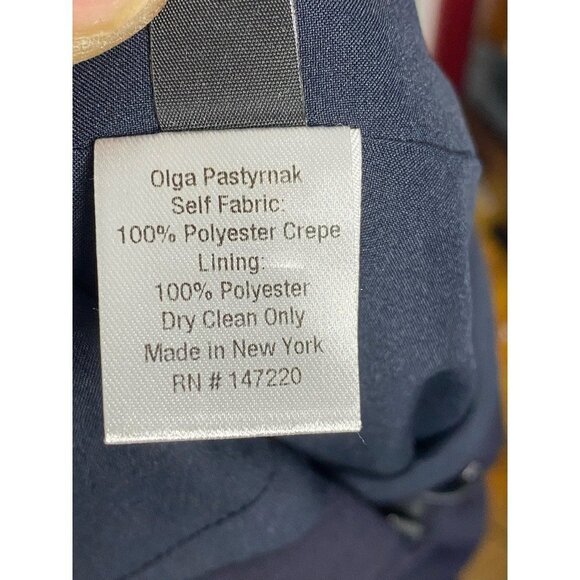 Olga Pastyrnak
Self Fabric:
100% Polyester Crepe
Lining:
100% Polyester
Dry Clean Only
Made in New York
RN # 147220